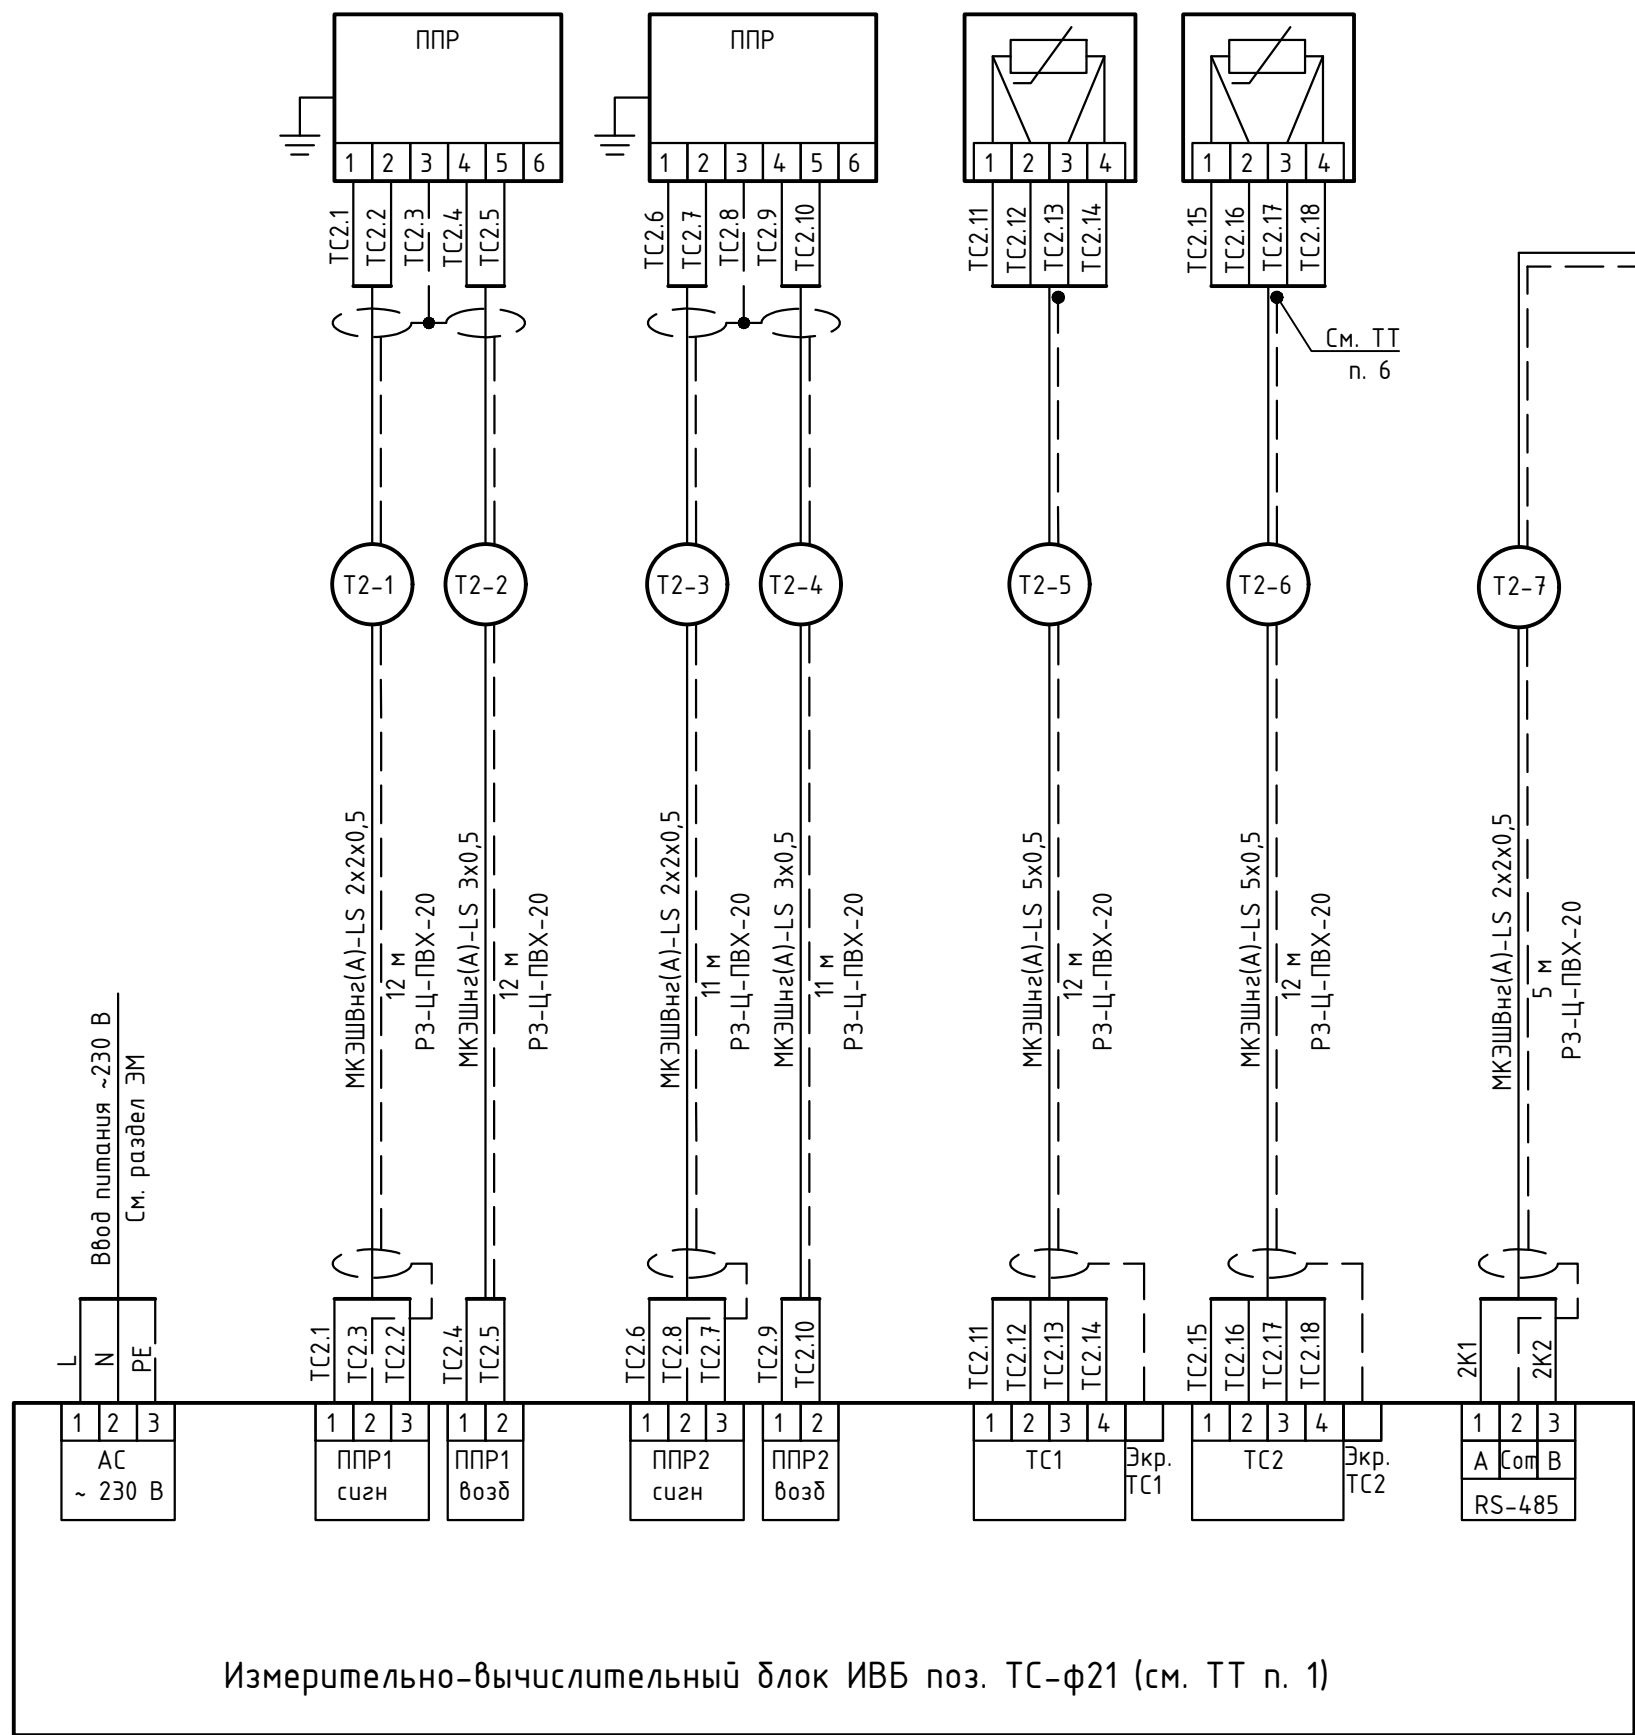 ППР
ППР
1 2 3 4 5 6
1 2 3 4 5 6
1 2 3 4
1 2 3 4
ТС2.1
ТС2.2
ТС2.3
ТС2.4
ТС2.5
ТС2.6
ТС2.7
ТС2.8
ТС2.9
ТС2.10
ТС2.11
ТС2.12
ТС2.13
ТС2.14
ТС2.15
ТС2.16
ТС2.17
ТС2.18
См. ТТ
п. 6
Т2-1
Т2-2
Т2-3
Т2-4
Т2-5
Т2-6
Т2-7
Ввод питания ~230 В
См. раздел ЭМ
МКЭШВнг(А)-LS 2х2х0,5
12 м
РЗ-Ц-ПВХ-20
МКЭШнг(А)-LS 3х0,5
12 м
РЗ-Ц-ПВХ-20
МКЭШВнг(А)-LS 2х2х0,5
11 м
РЗ-Ц-ПВХ-20
МКЭШнг(А)-LS 3х0,5
11 м
РЗ-Ц-ПВХ-20
МКЭШнг(А)-LS 5х0,5
12 м
РЗ-Ц-ПВХ-20
МКЭШнг(А)-LS 5х0,5
12 м
РЗ-Ц-ПВХ-20
МКЭШВнг(А)-LS 2х2х0,5
5 м
РЗ-Ц-ПВХ-20
L
N
PE
ТС2.1
ТС2.3
ТС2.2
ТС2.4
ТС2.5
ТС2.6
ТС2.8
ТС2.7
ТС2.9
ТС2.10
ТС2.11
ТС2.12
ТС2.13
ТС2.14
ТС2.15
ТС2.16
ТС2.17
ТС2.18
2К1
2К2
1 2 3
АС
~ 230 В
1 2 3
ППР1
сигн
1 2
ППР1
возб
1 2 3
ППР2
сигн
1 2
ППР2
возб
1 2 3 4
ТС1
Экр.
ТС1
1 2 3 4
ТС2
Экр.
ТС2
1 2 3
A Com B
RS-485
Измерительно-вычислительный блок ИВБ поз. ТС-ф21 (см. ТТ п. 1)